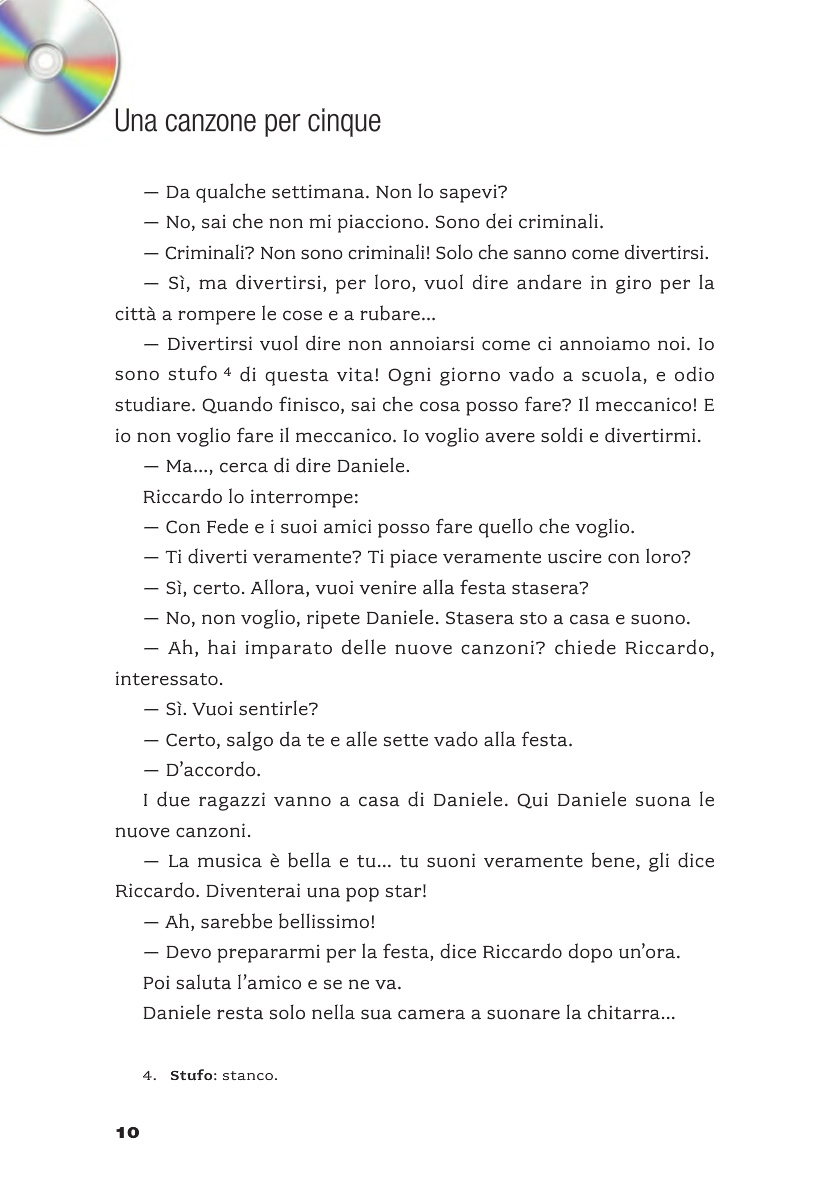 Una canzone per cinque
— Da qualche settimana. Non lo sapevi?
— No, sai che non mi piacciono. Sono dei criminali.
— Criminali? Non sono criminali! Solo che sanno come divertirsi.
— Sì, ma divertirsi, per loro, vuol dire andare in giro per la
città a rompere le cose e a rubare...
— Divertirsi vuol dire non annoiarsi come ci annoiamo noi. Io
sono stufo ⁴ di questa vita! Ogni giorno vado a scuola, e odio
studiare. Quando finisco, sai che cosa posso fare? Il meccanico! E
io non voglio fare il meccanico. Io voglio avere soldi e divertirmi.
— Ma..., cerca di dire Daniele.
Riccardo lo interrompe:
— Con Fede e i suoi amici posso fare quello che voglio.
— Ti diverti veramente? Ti piace veramente uscire con loro?
— Sì, certo. Allora, vuoi venire alla festa stasera?
— No, non voglio, ripete Daniele. Stasera sto a casa e suono.
— Ah, hai imparato delle nuove canzoni? chiede Riccardo,
interessato.
— Sì. Vuoi sentirle?
— Certo, salgo da te e alle sette vado alla festa.
— D'accordo.
I due ragazzi vanno a casa di Daniele. Qui Daniele suona le
nuove canzoni.
— La musica è bella e tu... tu suoni veramente bene, gli dice
Riccardo. Diventerai una pop star!
— Ah, sarebbe bellissimo!
— Devo prepararmi per la festa, dice Riccardo dopo un'ora.
Poi saluta l'amico e se ne va.
Daniele resta solo nella sua camera a suonare la chitarra...
4. Stufo: stanco.
10